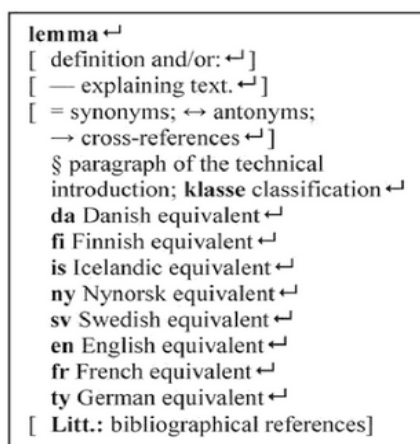 lemma ↵
[ definition and/or: ↵ ]
[ — explaining text. ↵ ]
[ = synonyms; ↔ antonyms;
→ cross-references ↵ ]
§ paragraph of the technical
introduction; klasse classification ↵
da Danish equivalent ↵
fi Finnish equivalent ↵
is Icelandic equivalent ↵
ny Nynorsk equivalent ↵
sv Swedish equivalent ↵
en English equivalent ↵
fr French equivalent ↵
ty German equivalent ↵
[ Litt.: bibliographical references]